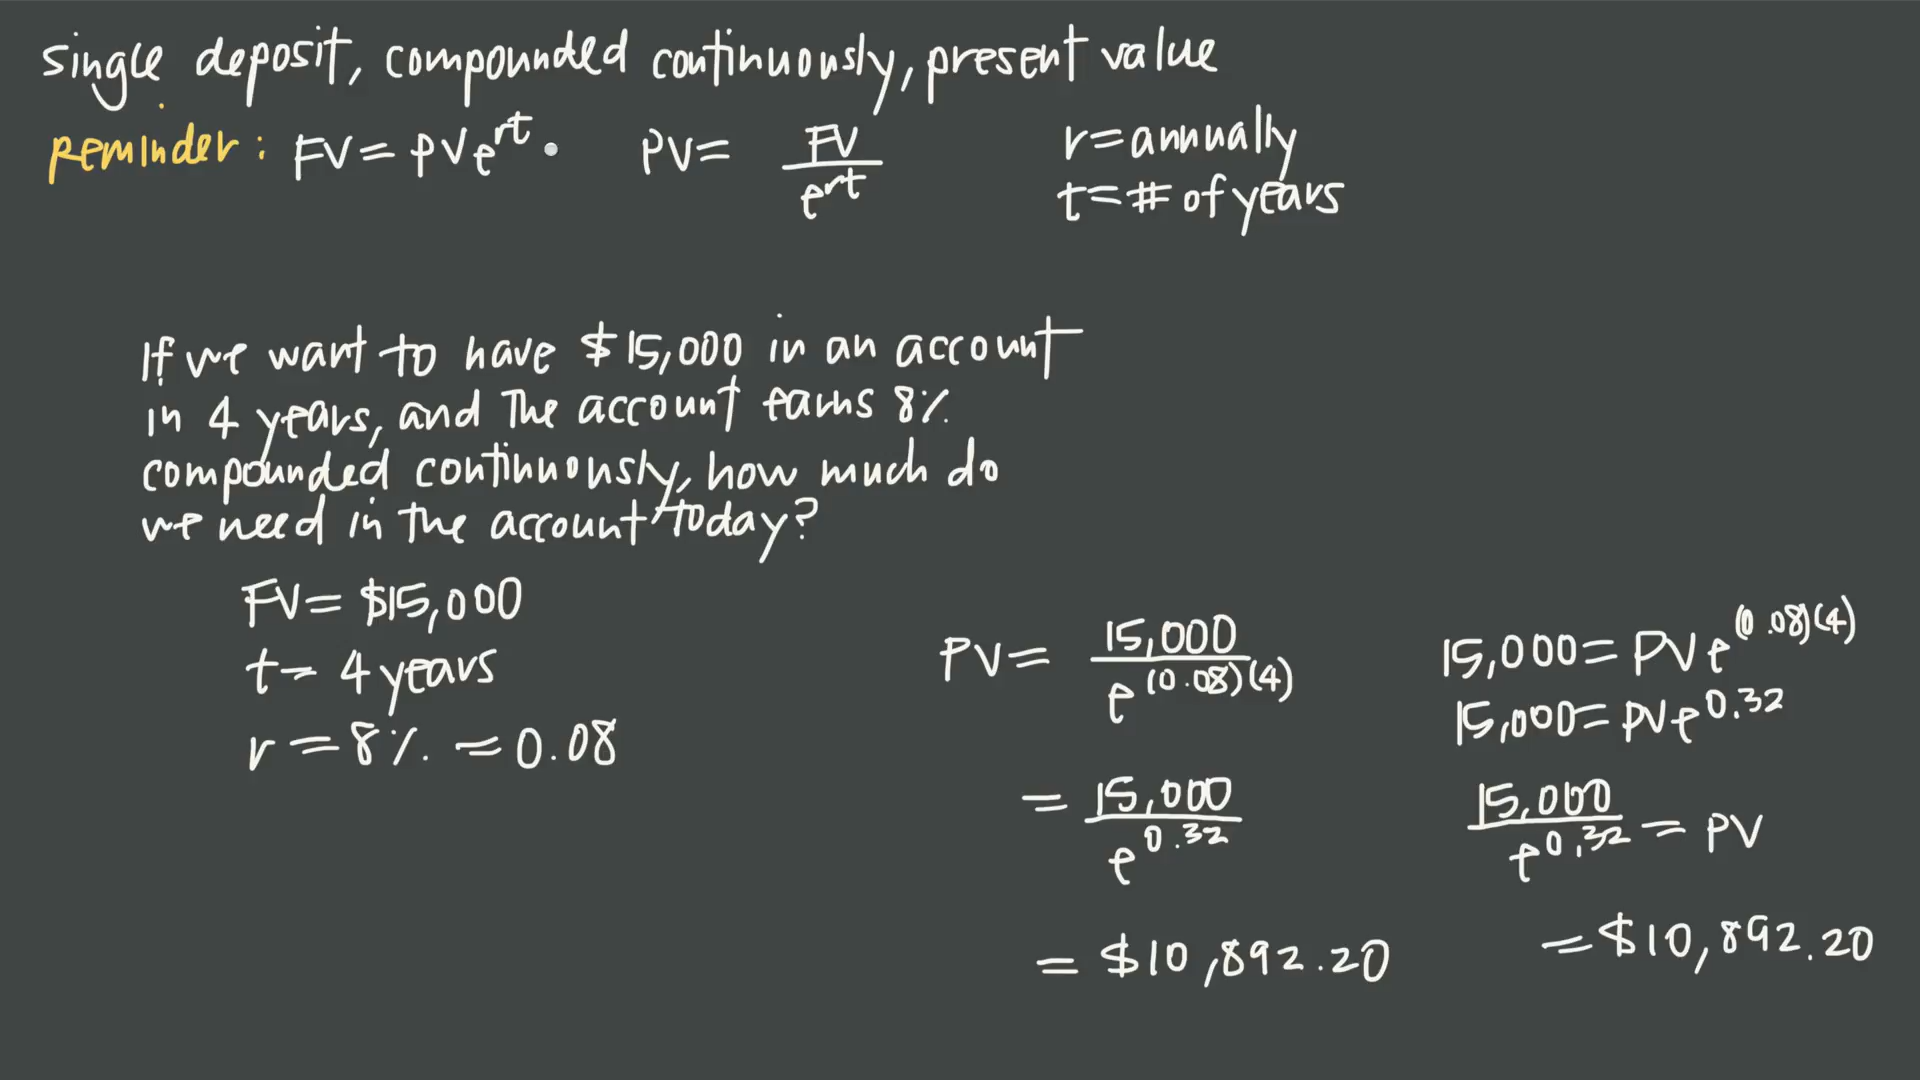 single deposit, compounded continuously, present value
reminder: FV = PVe^rt PV = FV/e^rt r = annually
t = # of years
If we want to have $15,000 in an account
in 4 years, and the account earns 8%
compounded continuously, how much do
we need in the account today?
FV = $15,000
t = 4 years
r = 8% = 0.08
PV = 15,000/e^(0.08)(4)
= 15,000/e^0.32
= $10,892.20
15,000 = PVe^(0.08)(4)
15,000 = PVe^0.32
15,000/e^0.32 = PV
= $10,892.20